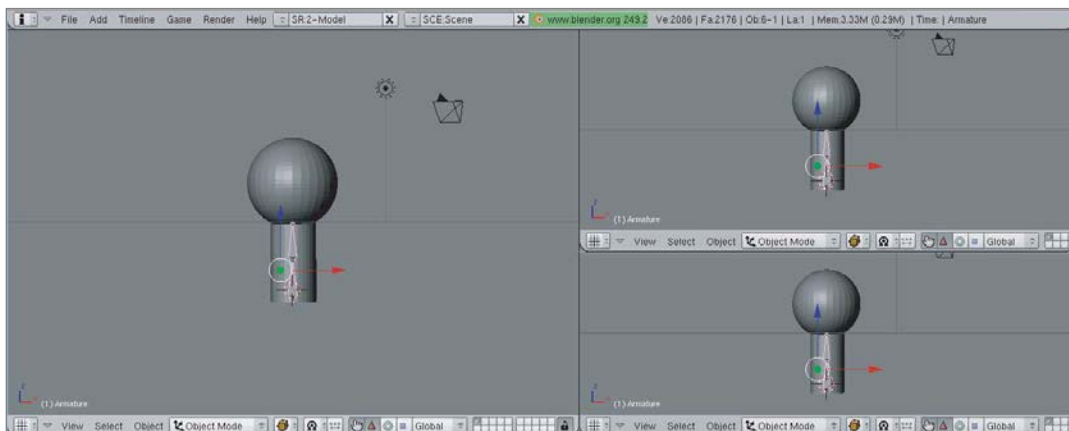 File Add Timeline Game Render Help SR:2-Model X SCE:Scene X www.blender.org 249.2 Ve:2086 | Fa:2176 | Ob:6-1 | La:1 | Mem:3.33M (0.29M) | Time: | Armature
z
x
(1) Armature
View Select Object Object Mode Global
z
x
(1) Armature
View Select Object Object Mode Global
z
x
(1) Armature
View Select Object Object Mode Global